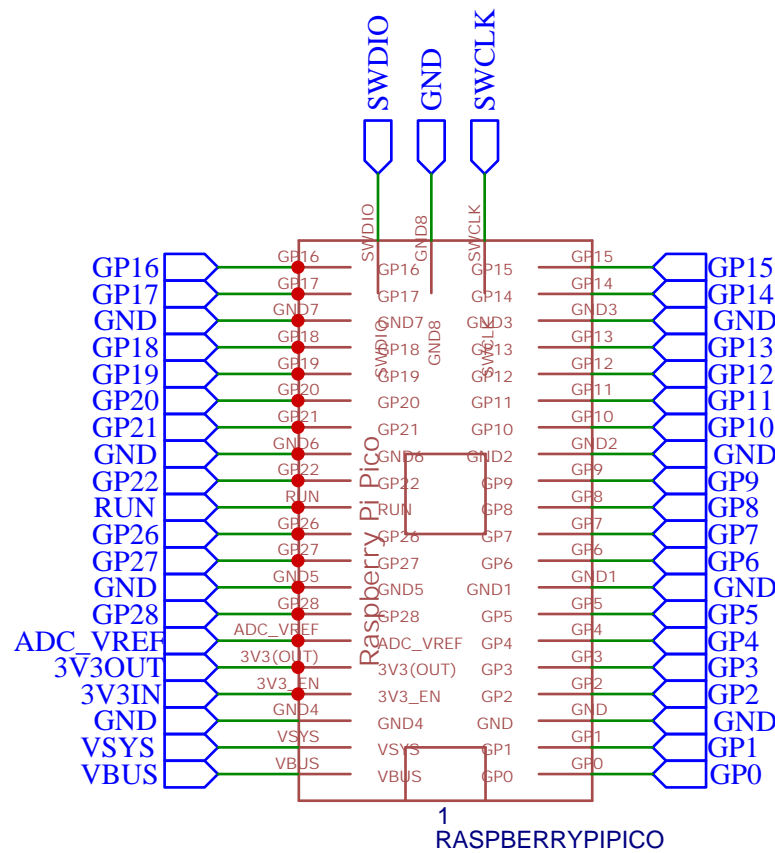 SWDIO GND SWCLK
SWDIO GND8 SWCLK
GP16 GP16 GP16 GP15 GP15 GP15
GP17 GP17 GP17 GP14 GP14 GP14
GND GND7 GND7 GND3 GND3 GND
GP18 GP18 GP18 GP13 GP13 GP13
SWDIO GND8 SWCLK
GP19 GP19 GP19 GP12 GP12 GP12
GP20 GP20 GP20 GP11 GP11 GP11
GP21 GP21 GP21 GP10 GP10 GP10
GND GND6 GND6 GND2 GND2 GND
GP22 GP22 GP22 GP9 GP9 GP9
RUN RUN RUN GP8 GP8 GP8
GP26 GP26 GP26 GP7 GP7 GP7
GP27 GP27 GP27 GP6 GP6 GP6
GND GND5 GND5 GND1 GND1 GND
GP28 GP28 GP28 GP5 GP5 GP5
ADC_VREF ADC_VREF ADC_VREF GP4 GP4 GP4
3V3OUT 3V3(OUT) 3V3(OUT) GP3 GP3 GP3
3V3IN 3V3_EN 3V3_EN GP2 GP2 GP2
GND GND4 GND4 GND GND GND
VSYS VSYS VSYS GP1 GP1 GP1
VBUS VBUS VBUS GP0 GP0 GP0
Raspberry Pi Pico
1
RASPBERRYPIPICO